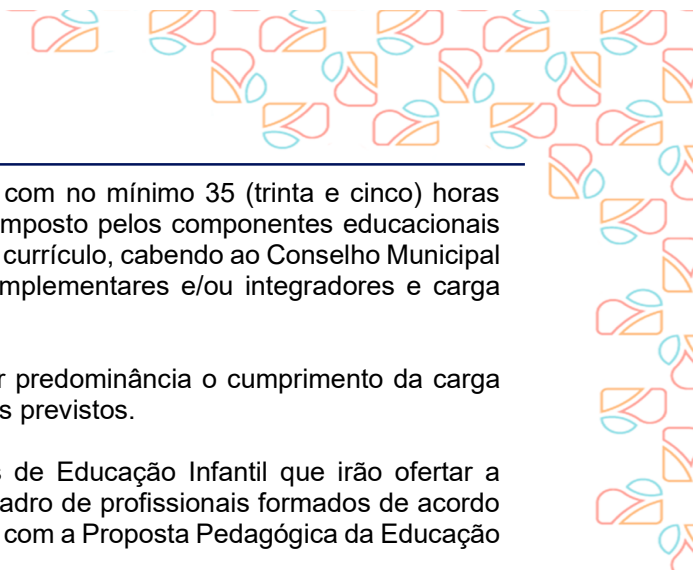 com no mínimo 35 (trinta e cinco) horas
mposto pelos componentes educacionais
currículo, cabendo ao Conselho Municipal
mplementares e/ou integradores e carga
r predominância o cumprimento da carga
s previstos.
s de Educação Infantil que irão ofertar a
adro de profissionais formados de acordo
com a Proposta Pedagógica da Educação